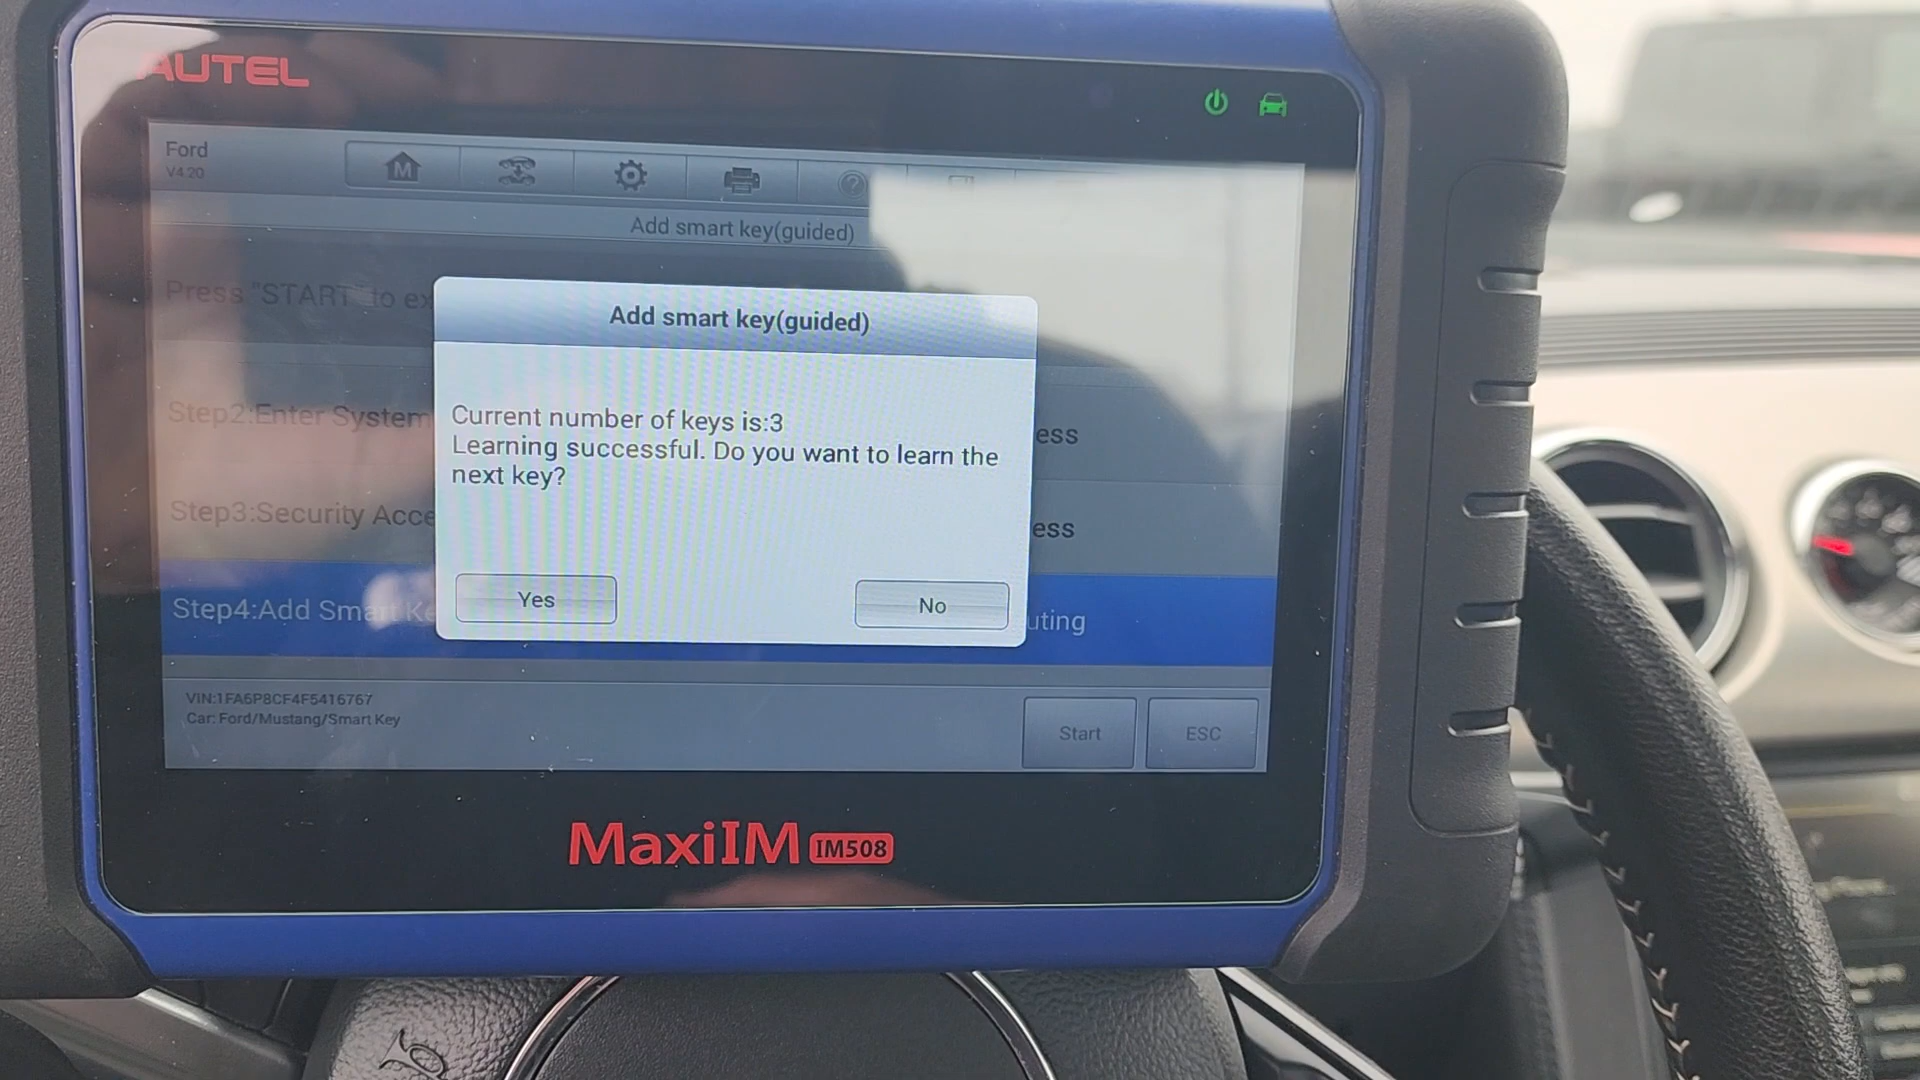 AUTEL
Ford
V4.20
M
?
Add smart key(guided)
Press "START" to ex
Add smart key(guided)
Current number of keys is:3
Learning successful. Do you want to learn the
next key?
Step2:Enter System
ess
Step3:Security Acce
ess
Yes
No
Step4:Add Smart Ke
uting
VIN:1FA6P8CF4F5416767
Car: Ford/Mustang/Smart Key
Start
ESC
MaxiIM IM508